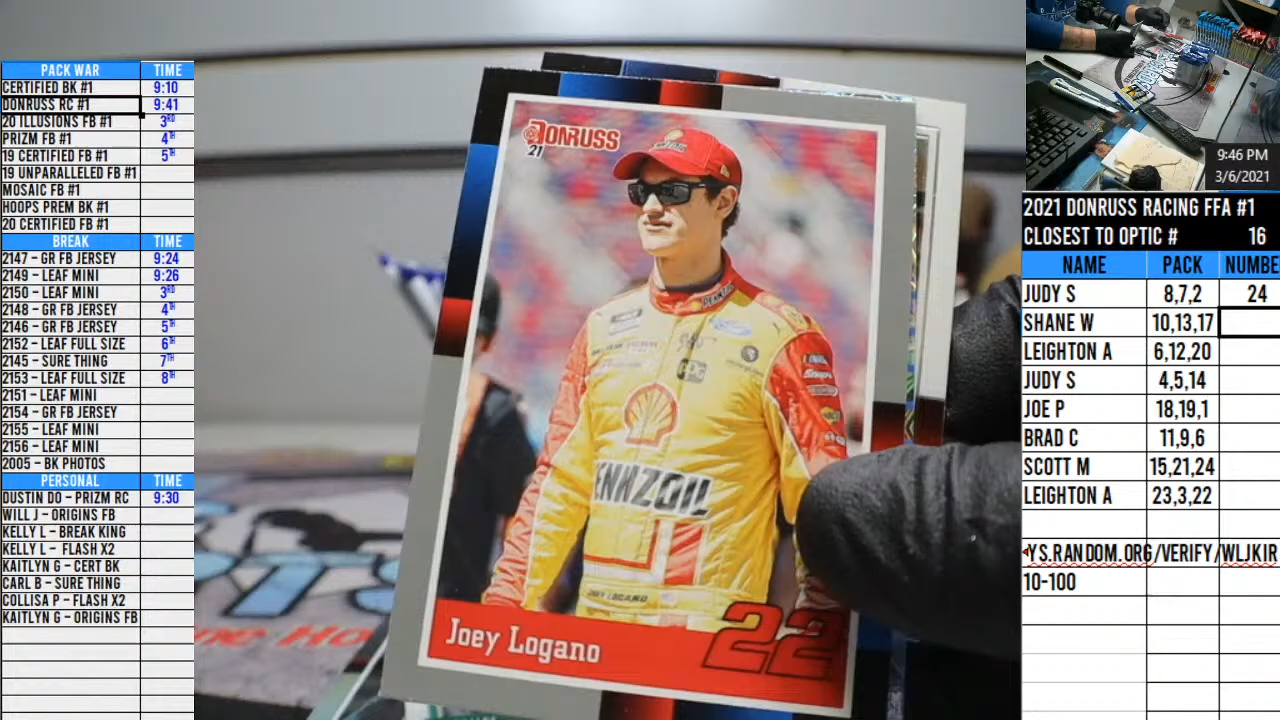 PACK WAR TIME
CERTIFIED BK #1 9:10
DONRUSS RC #1 9:41
20 ILLUSIONS FB #1 3RD
PRIZM FB #1 4TH
19 CERTIFIED FB #1 5TH
19 UNPARALLELED FB #1
MOSAIC FB #1
HOOPS PREM BK #1
20 CERTIFIED FB #1
BREAK TIME
2147 – GR FB JERSEY 9:24
2149 – LEAF MINI 9:26
2150 – LEAF MINI 3RD
2148 – GR FB JERSEY 4TH
2146 – GR FB JERSEY 5TH
2152 – LEAF FULL SIZE 6TH
2145 – SURE THING 7TH
2153 – LEAF FULL SIZE 8TH
2151 – LEAF MINI
2154 – GR FB JERSEY
2155 – LEAF MINI
2156 – LEAF MINI
2005 – BK PHOTOS
PERSONAL TIME
DUSTIN DO – PRIZM RC 9:30
WILL J – ORIGINS FB
KELLY L – BREAK KING
KELLY L – FLASH X2
KAITLYN G – CERT BK
CARL B – SURE THING
COLLISA P – FLASH X2
KAITLYN G – ORIGINS FB
DONRUSS
21
PENNZOIL
ENNZOIL
JOEY LOGANO
Joey Logano 22
9:46 PM
3/6/2021
2021 DONRUSS RACING FFA #1
CLOSEST TO OPTIC # 16
NAME PACK NUMBE
JUDY S 8,7,2 24
SHANE W 10,13,17
LEIGHTON A 6,12,20
JUDY S 4,5,14
JOE P 18,19,1
BRAD C 11,9,6
SCOTT M 15,21,24
LEIGHTON A 23,3,22
YS.RANDOM.ORG/VERIFY/WLJKIR
10-100